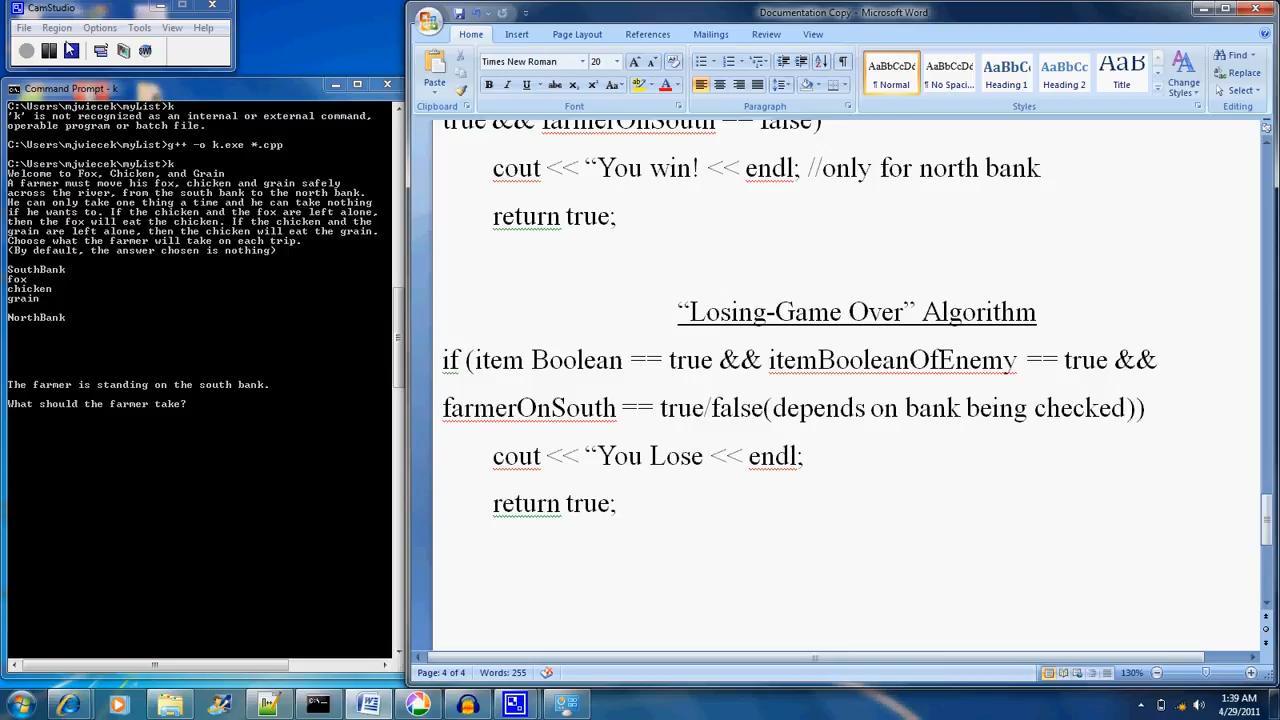 CamStudio
File Region Options Tools View Help
Command Prompt - k
C:\Users\mjwiecek\myList>k
'k' is not recognized as an internal or external command,
operable program or batch file.
C:\Users\mjwiecek\myList>g++ -o k.exe *.cpp
C:\Users\mjwiecek\myList>k
Welcome to Fox, Chicken, and Grain
A farmer must move his fox, chicken and grain safely
across the river, from the south bank to the north bank.
He can only take one thing a time and he can take nothing
if he wants to. If the chicken and the fox are left alone,
then the fox will eat the chicken. If the chicken and the
grain are left alone, then the chicken will eat the grain.
Choose what the farmer will take on each trip.
(By default, the answer chosen is nothing)
SouthBank
fox
chicken
grain
NorthBank
The farmer is standing on the south bank.
What should the farmer take?
Documentation Copy - Microsoft Word
Home Insert Page Layout References Mailings Review View
Paste
Times New Roman 20
AaBbCcDd AaBbCcDd AaBbC AaBbCc AaB
¶ Normal ¶ No Spaci... Heading 1 Heading 2 Title
Change Styles
Find
Replace
Select
Clipboard Font Paragraph Styles Editing
true && farmerOnSouth == false)
cout << “You win! << endl; //only for north bank
return true;
“Losing-Game Over” Algorithm
if (item Boolean == true && itemBooleanOfEnemy == true &&
farmerOnSouth == true/false(depends on bank being checked))
cout << “You Lose << endl;
return true;
Page: 4 of 4 Words: 255 130%
1:39 AM
4/29/2011